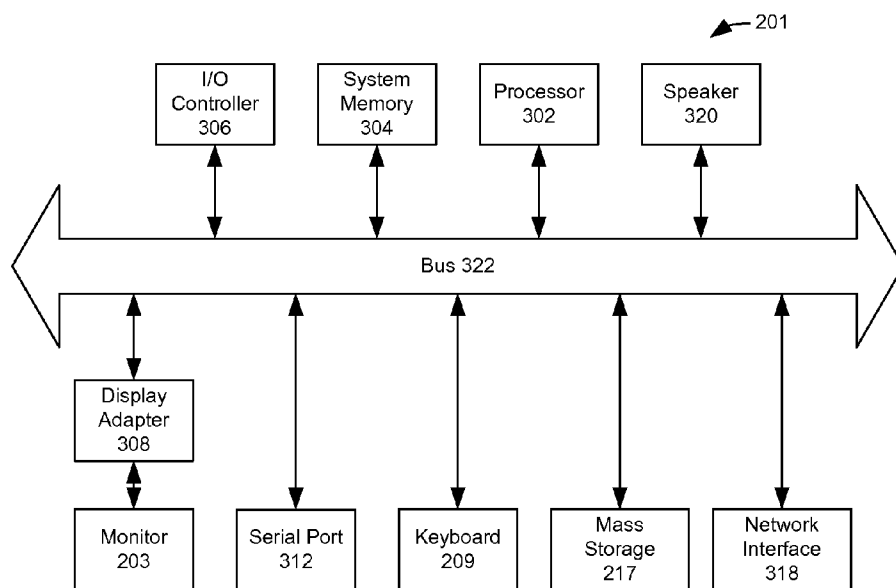 201
I/O
Controller
306
System
Memory
304
Processor
302
Speaker
320
Bus 322
Display
Adapter
308
Monitor
203
Serial Port
312
Keyboard
209
Mass
Storage
217
Network
Interface
318